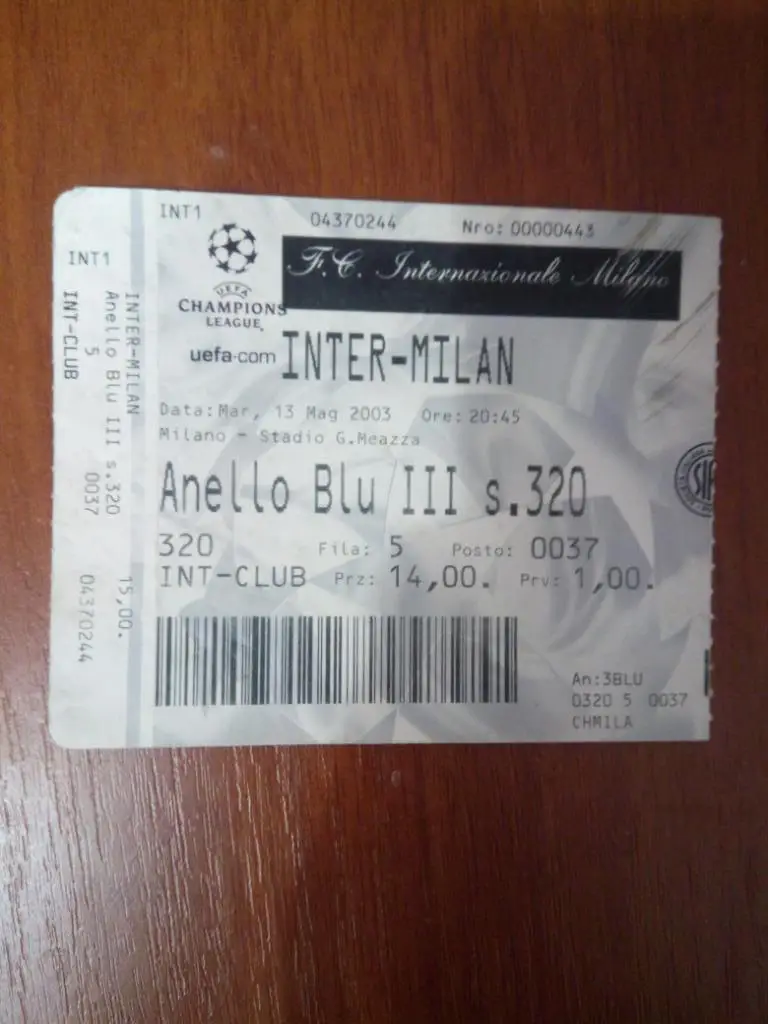 INT1
04370244
Nro: 00000443
F.C. Internazionale Milano
UEFA
CHAMPIONS
LEAGUE
uefa.com
INTER-MILAN
Data: Mar, 13 Mag 2003 Ore: 20:45
Milano - Stadio G.Meazza
Anello Blu III s.320
320 Fila: 5 Posto: 0037
INT-CLUB Prz: 14,00. Prv: 1,00.
An:3BLU
0320 5 0037
CHMILA
INT1
INTER-MILAN
Anello Blu III s.320
5 0037
INT-CLUB
15,00.
04370244